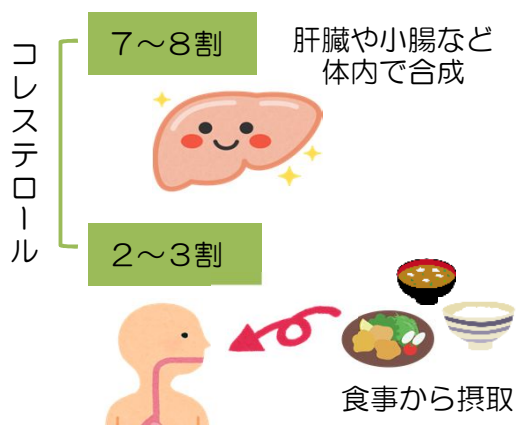 コレステロール
7～8割
肝臓や小腸など
体内で合成
2～3割
食事から摂取